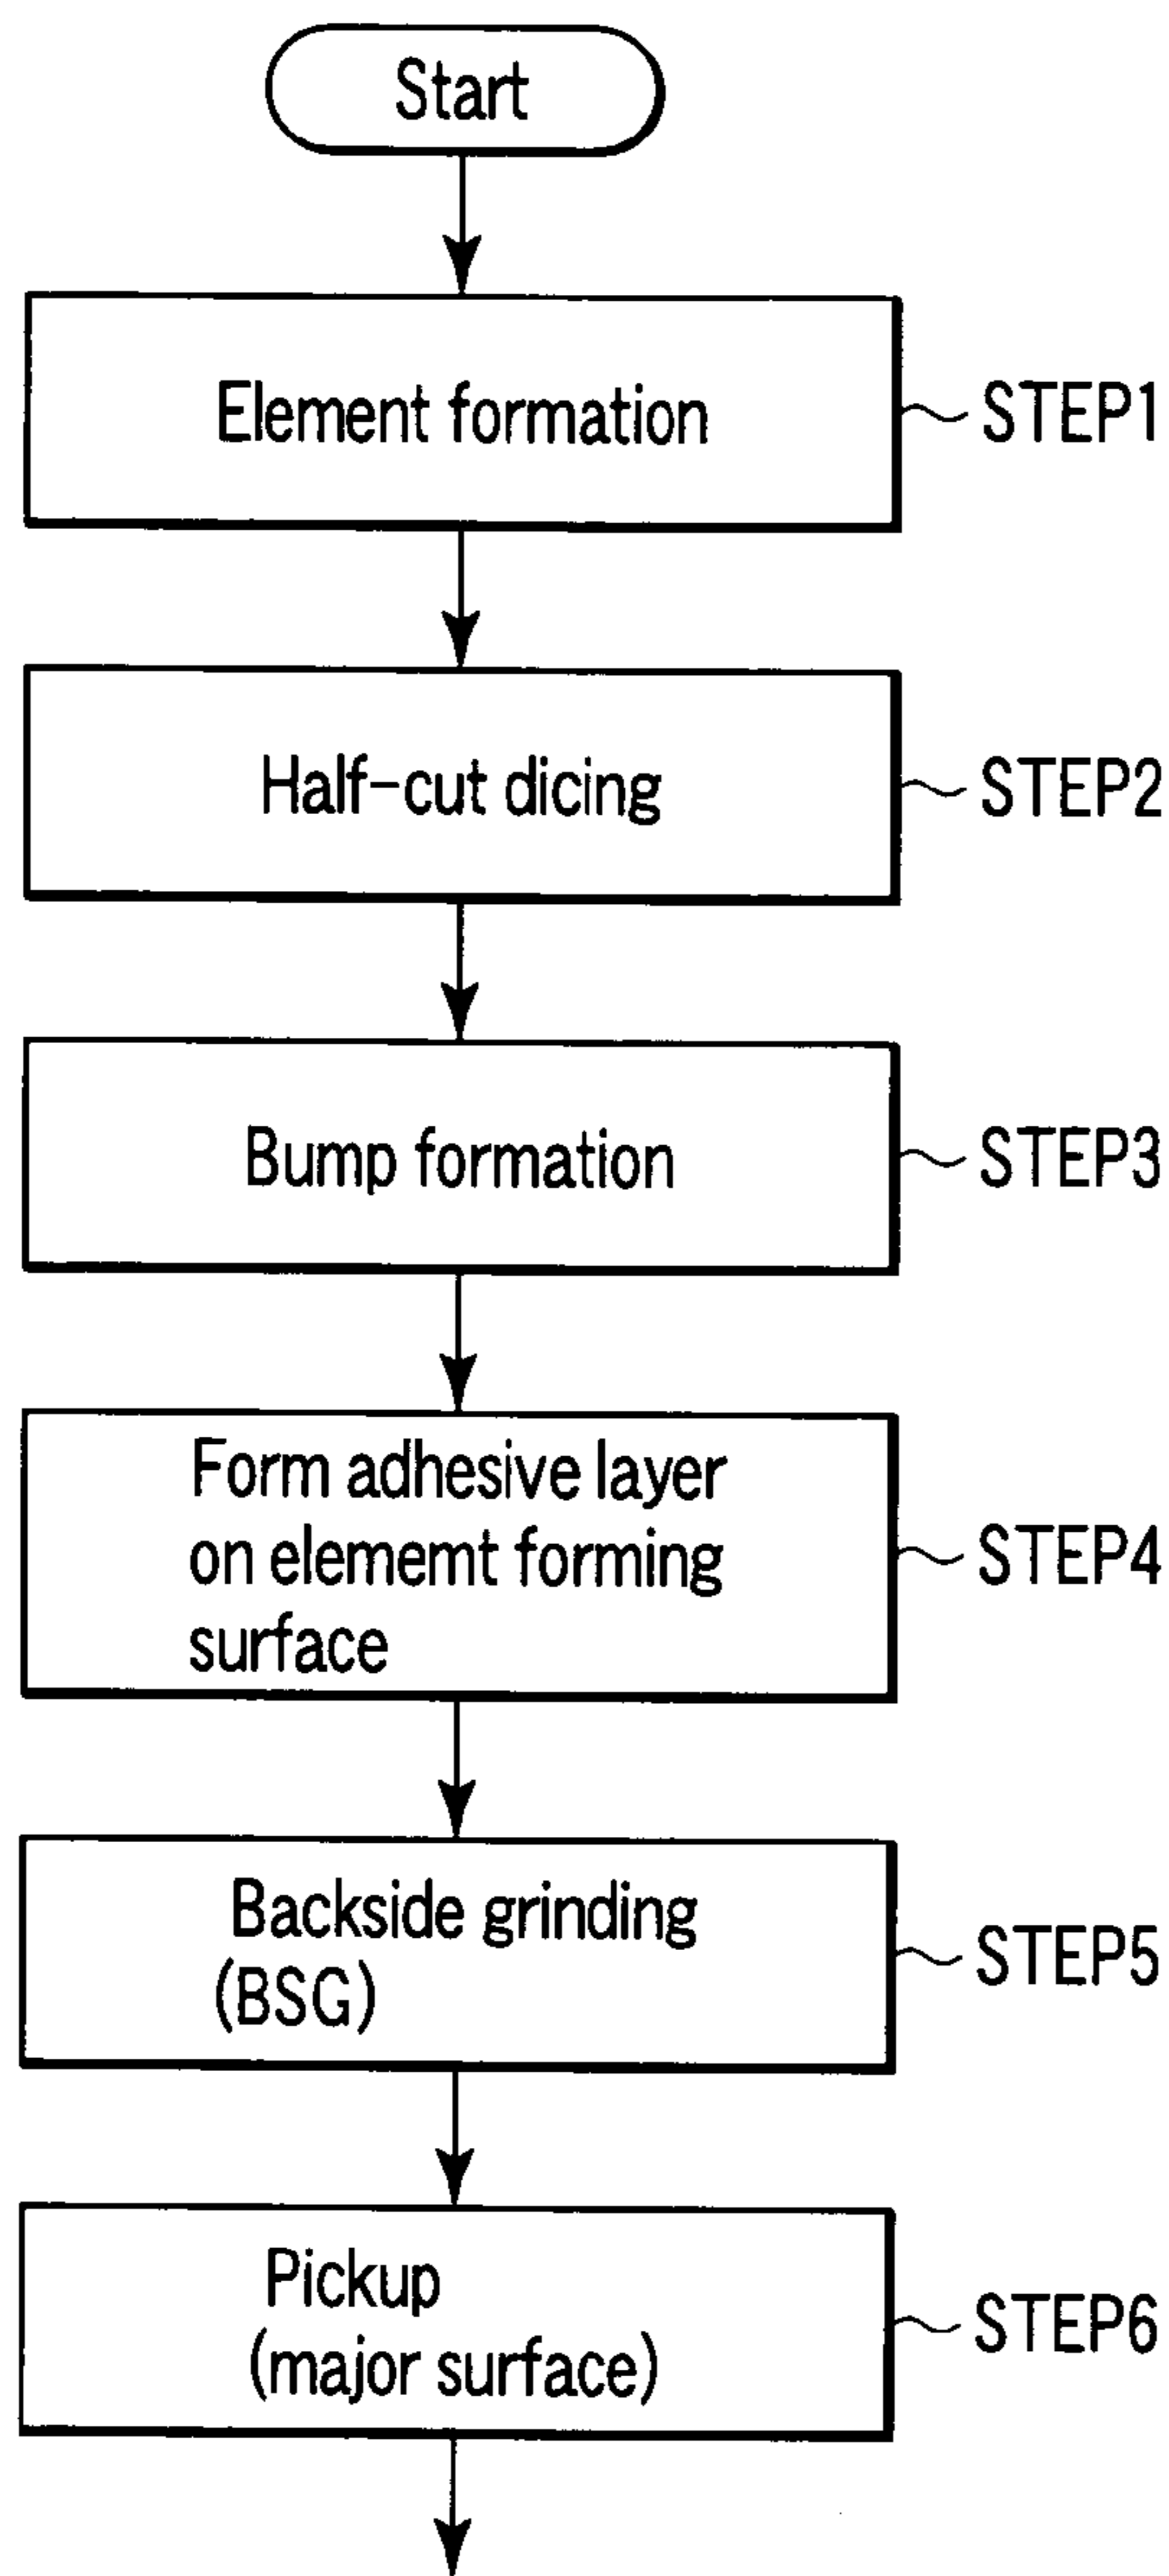 Start
Element formation
STEP1
Half-cut dicing
STEP2
Bump formation
STEP3
Form adhesive layer
on elememt forming
surface
STEP4
Backside grinding
(BSG)
STEP5
Pickup
(major surface)
STEP6